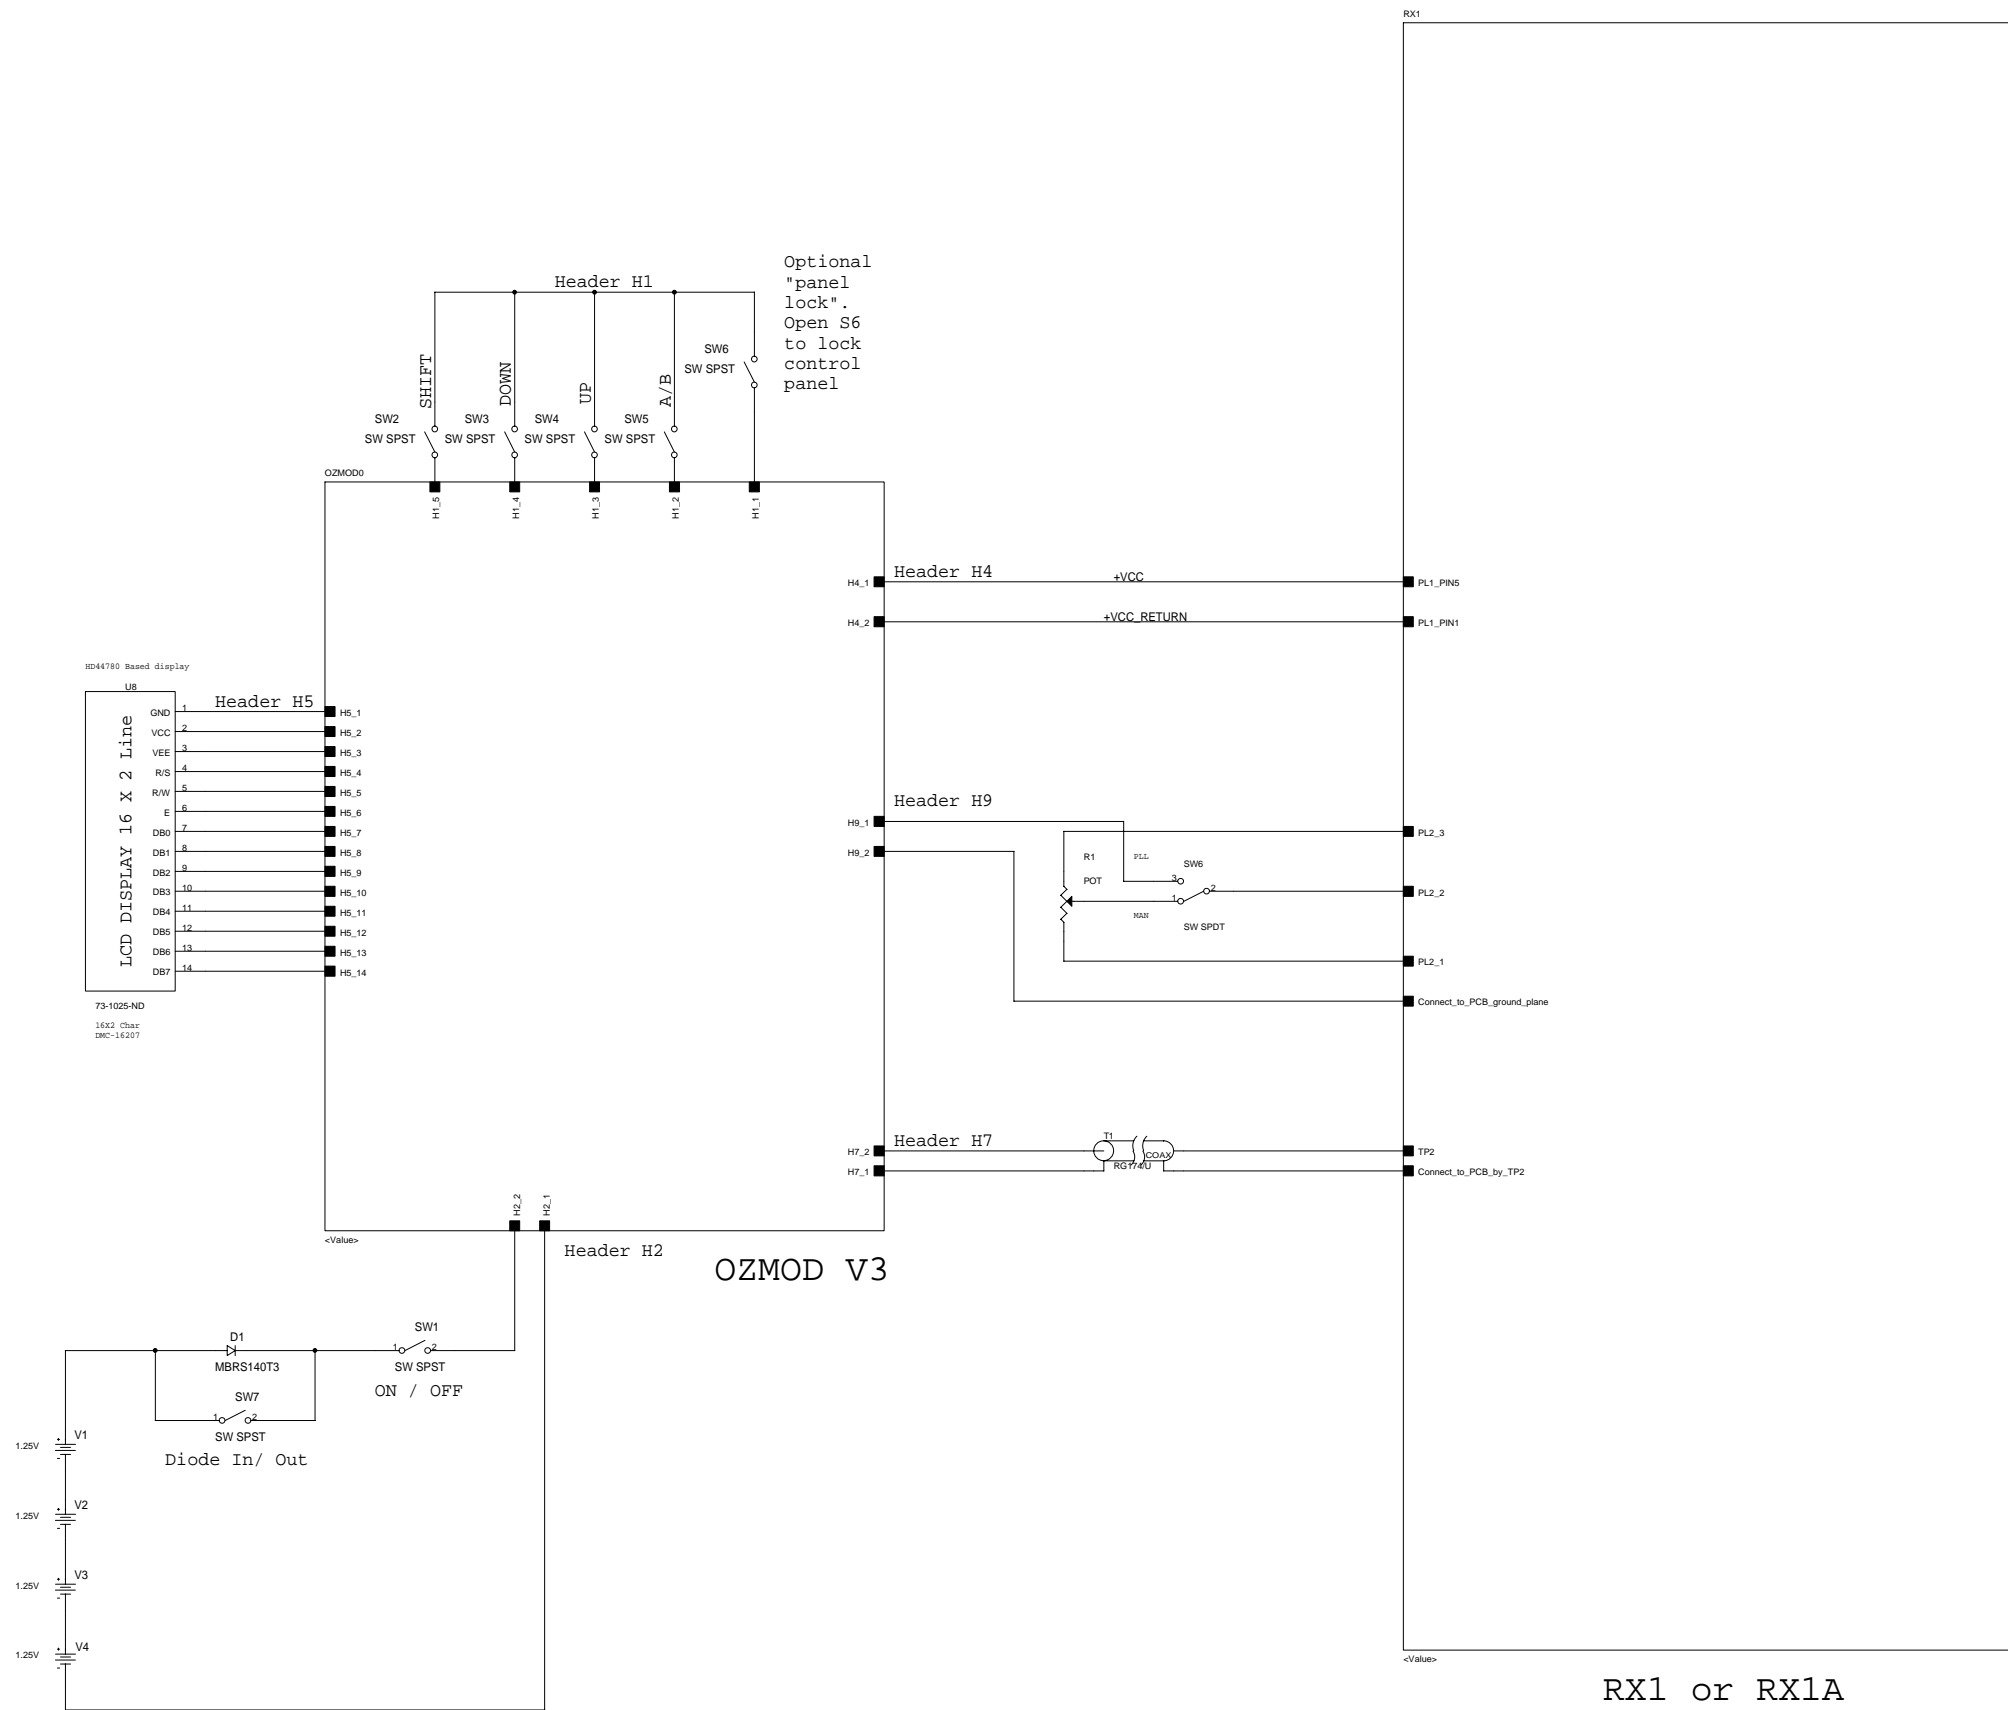 RX1
Optional
"panel
lock".
Open S6
to lock
control
panel
Header H1
SHIFT
DOWN
UP
A/B
SW6
SW SPST
SW2
SW SPST
SW3
SW SPST
SW4
SW SPST
SW5
SW SPST
OZMOD0
H1_5
H1_4
H1_3
H1_2
H1_1
H4_1
Header H4
+VCC
PL1_PIN5
H4_2
+VCC_RETURN
PL1_PIN1
HD44780 Based display
U8
Header H5
LCD DISPLAY 16 X 2 Line
GND 1 H5_1
VCC 2 H5_2
VEE 3 H5_3
R/S 4 H5_4
R/W 5 H5_5
E 6 H5_6
DB0 7 H5_7
DB1 8 H5_8
DB2 9 H5_9
DB3 10 H5_10
DB4 11 H5_11
DB5 12 H5_12
DB6 13 H5_13
DB7 14 H5_14
73-1025-ND
16X2 Char
DMC-16207
Header H9
H9_1
H9_2
PL2_3
R1
POT
PLL
SW6
3
2
1
MAN
SW SPDT
PL2_2
PL2_1
Connect_to_PCB_ground_plane
Header H7
H7_2
H7_1
T1
COAX
RG174/U
TP2
Connect_to_PCB_by_TP2
H2_2
H2_1
<Value>
Header H2
OZMOD V3
D1
MBRS140T3
SW1
1 2
SW SPST
ON / OFF
SW7
1 2
SW SPST
Diode In/ Out
+
V1
1.25V
-
+
V2
1.25V
-
+
V3
1.25V
-
+
V4
1.25V
-
<Value>
RX1 or RX1A